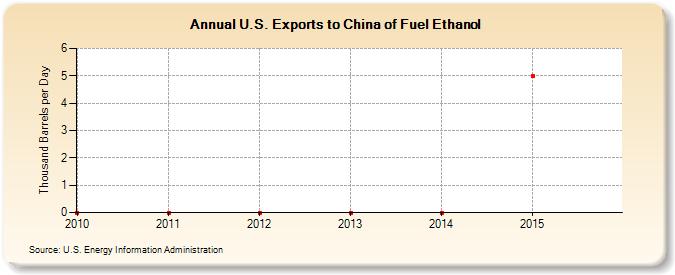 Annual U.S. Exports to China of Fuel Ethanol
Thousand Barrels per Day
6
5
4
3
2
1
0
2010 2011 2012 2013 2014 2015
Source: U.S. Energy Information Administration